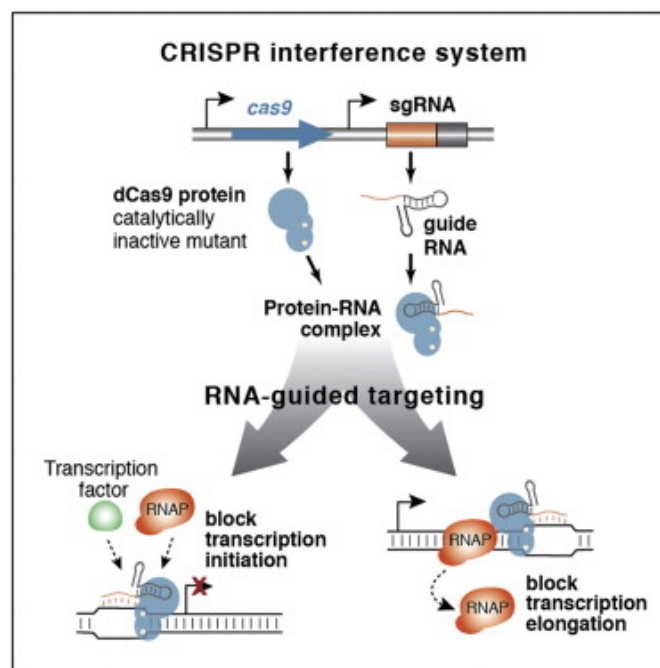 CRISPR interference system
cas9
sgRNA
dCas9 protein
catalytically
inactive mutant
guide
RNA
Protein-RNA
complex
RNA-guided targeting
Transcription
factor
RNAP
block
transcription
initiation
X
RNAP
RNAP
block
transcription
elongation